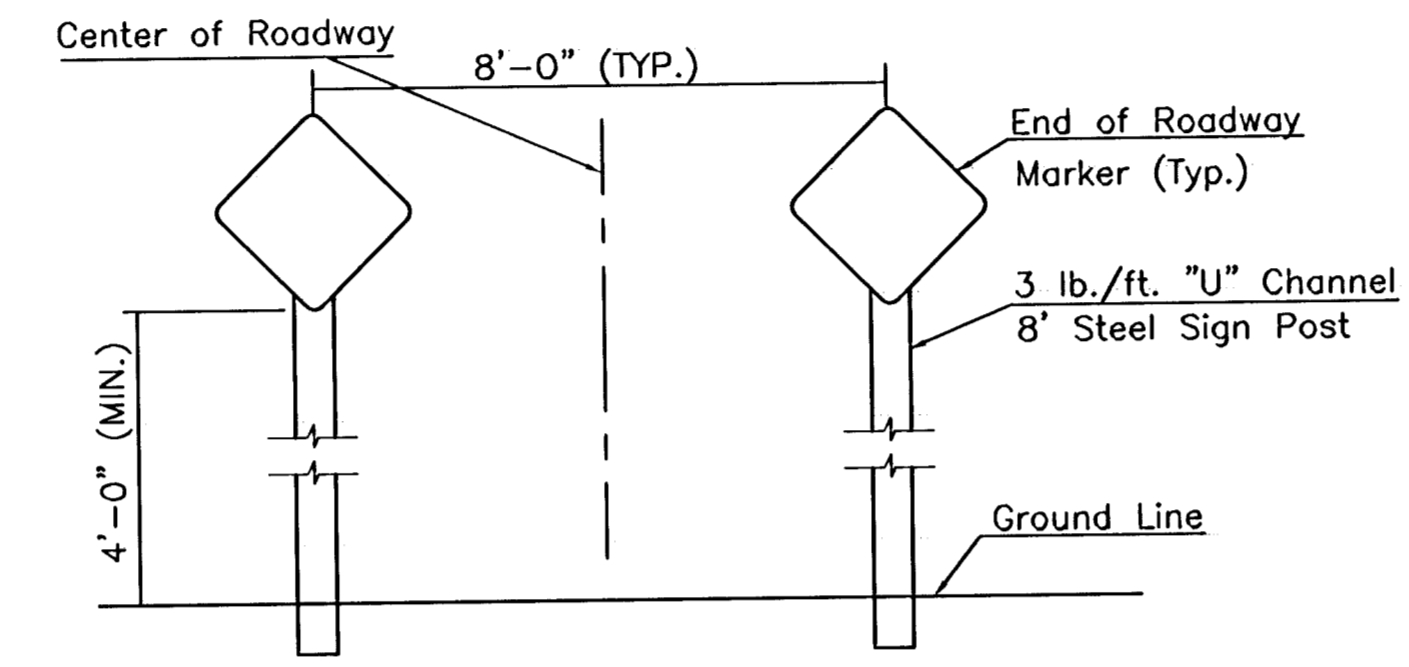 Center of Roadway
8'-0" (TYP.)
End of Roadway
Marker (Typ.)
3 lb./ft. "U" Channel
8' Steel Sign Post
4'-0" (MIN.)
Ground Line